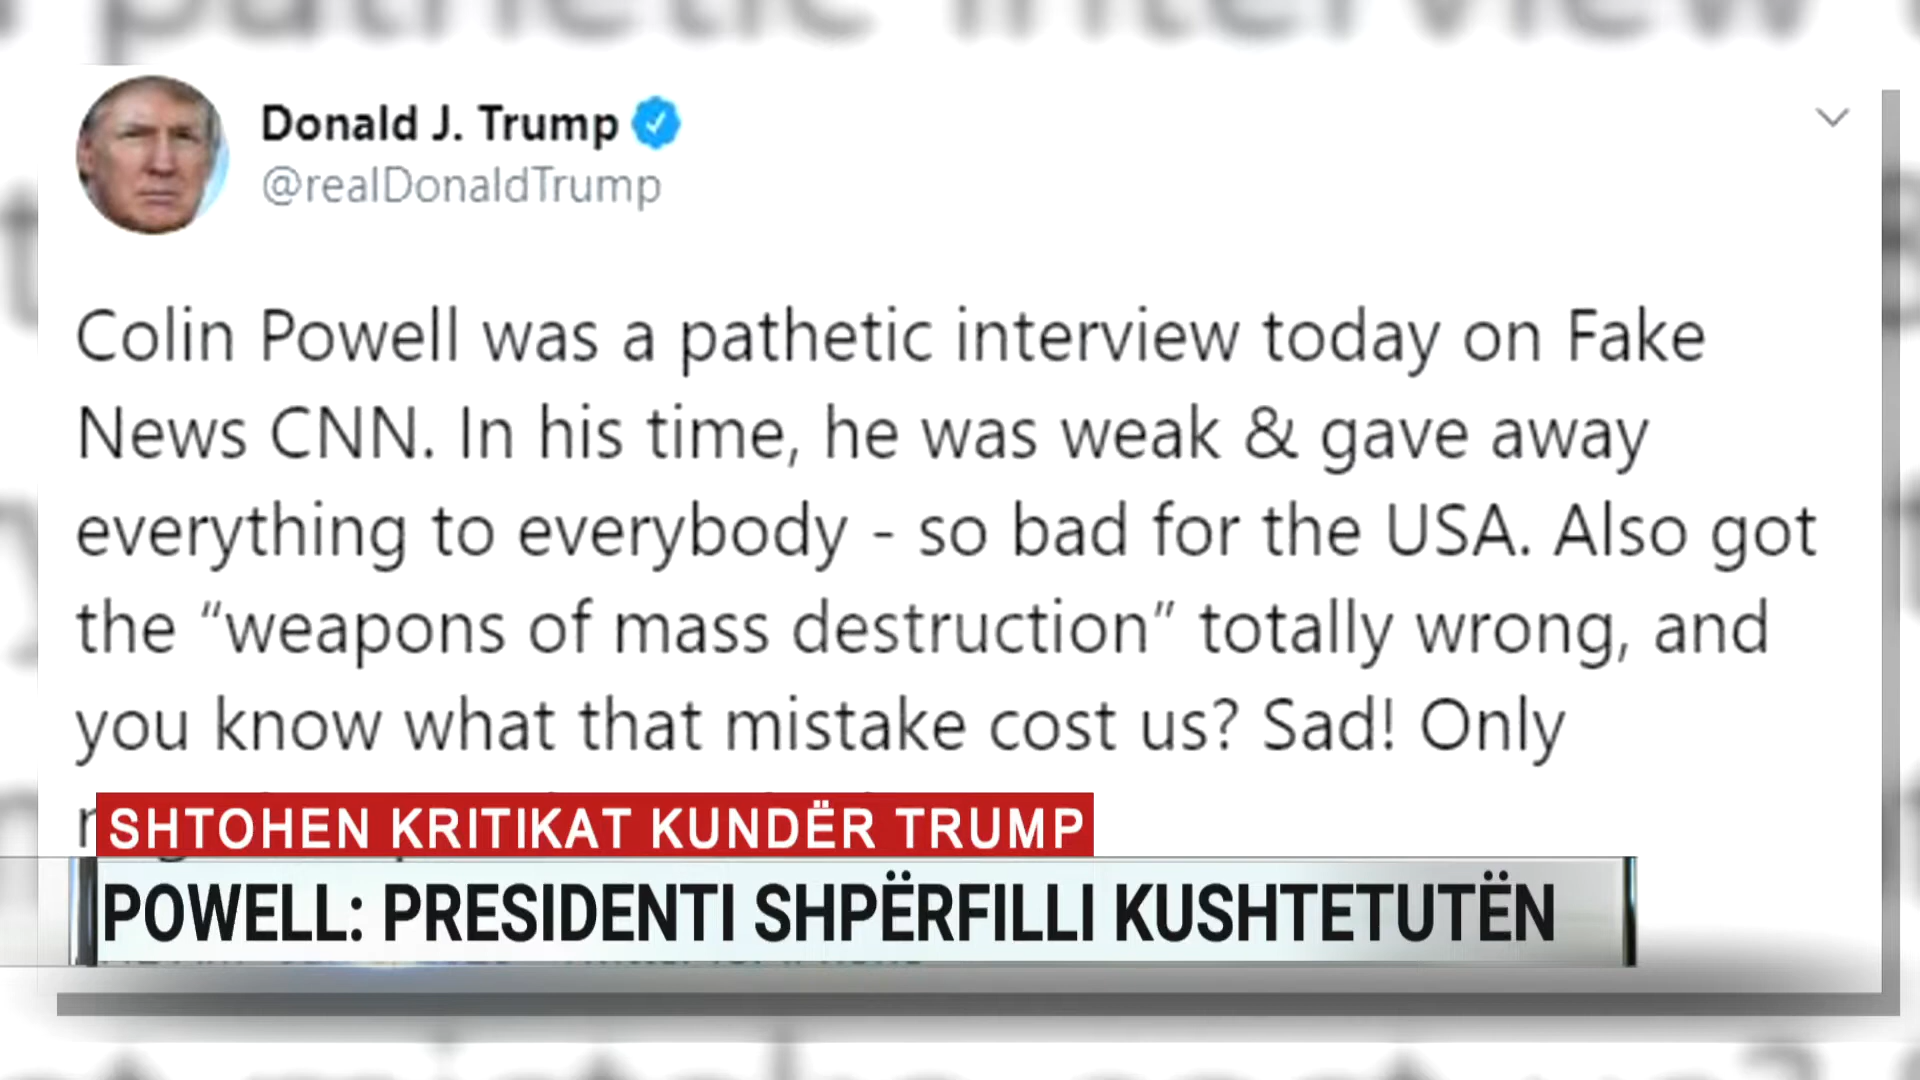 pathetic interview
Donald J. Trump
@realDonaldTrump
Colin Powell was a pathetic interview today on Fake
News CNN. In his time, he was weak & gave away
everything to everybody - so bad for the USA. Also got
the “weapons of mass destruction” totally wrong, and
you know what that mistake cost us? Sad! Only
SHTOHEN KRITIKAT KUNDËR TRUMP
POWELL: PRESIDENTI SHPËRFILLI KUSHTETUTËN